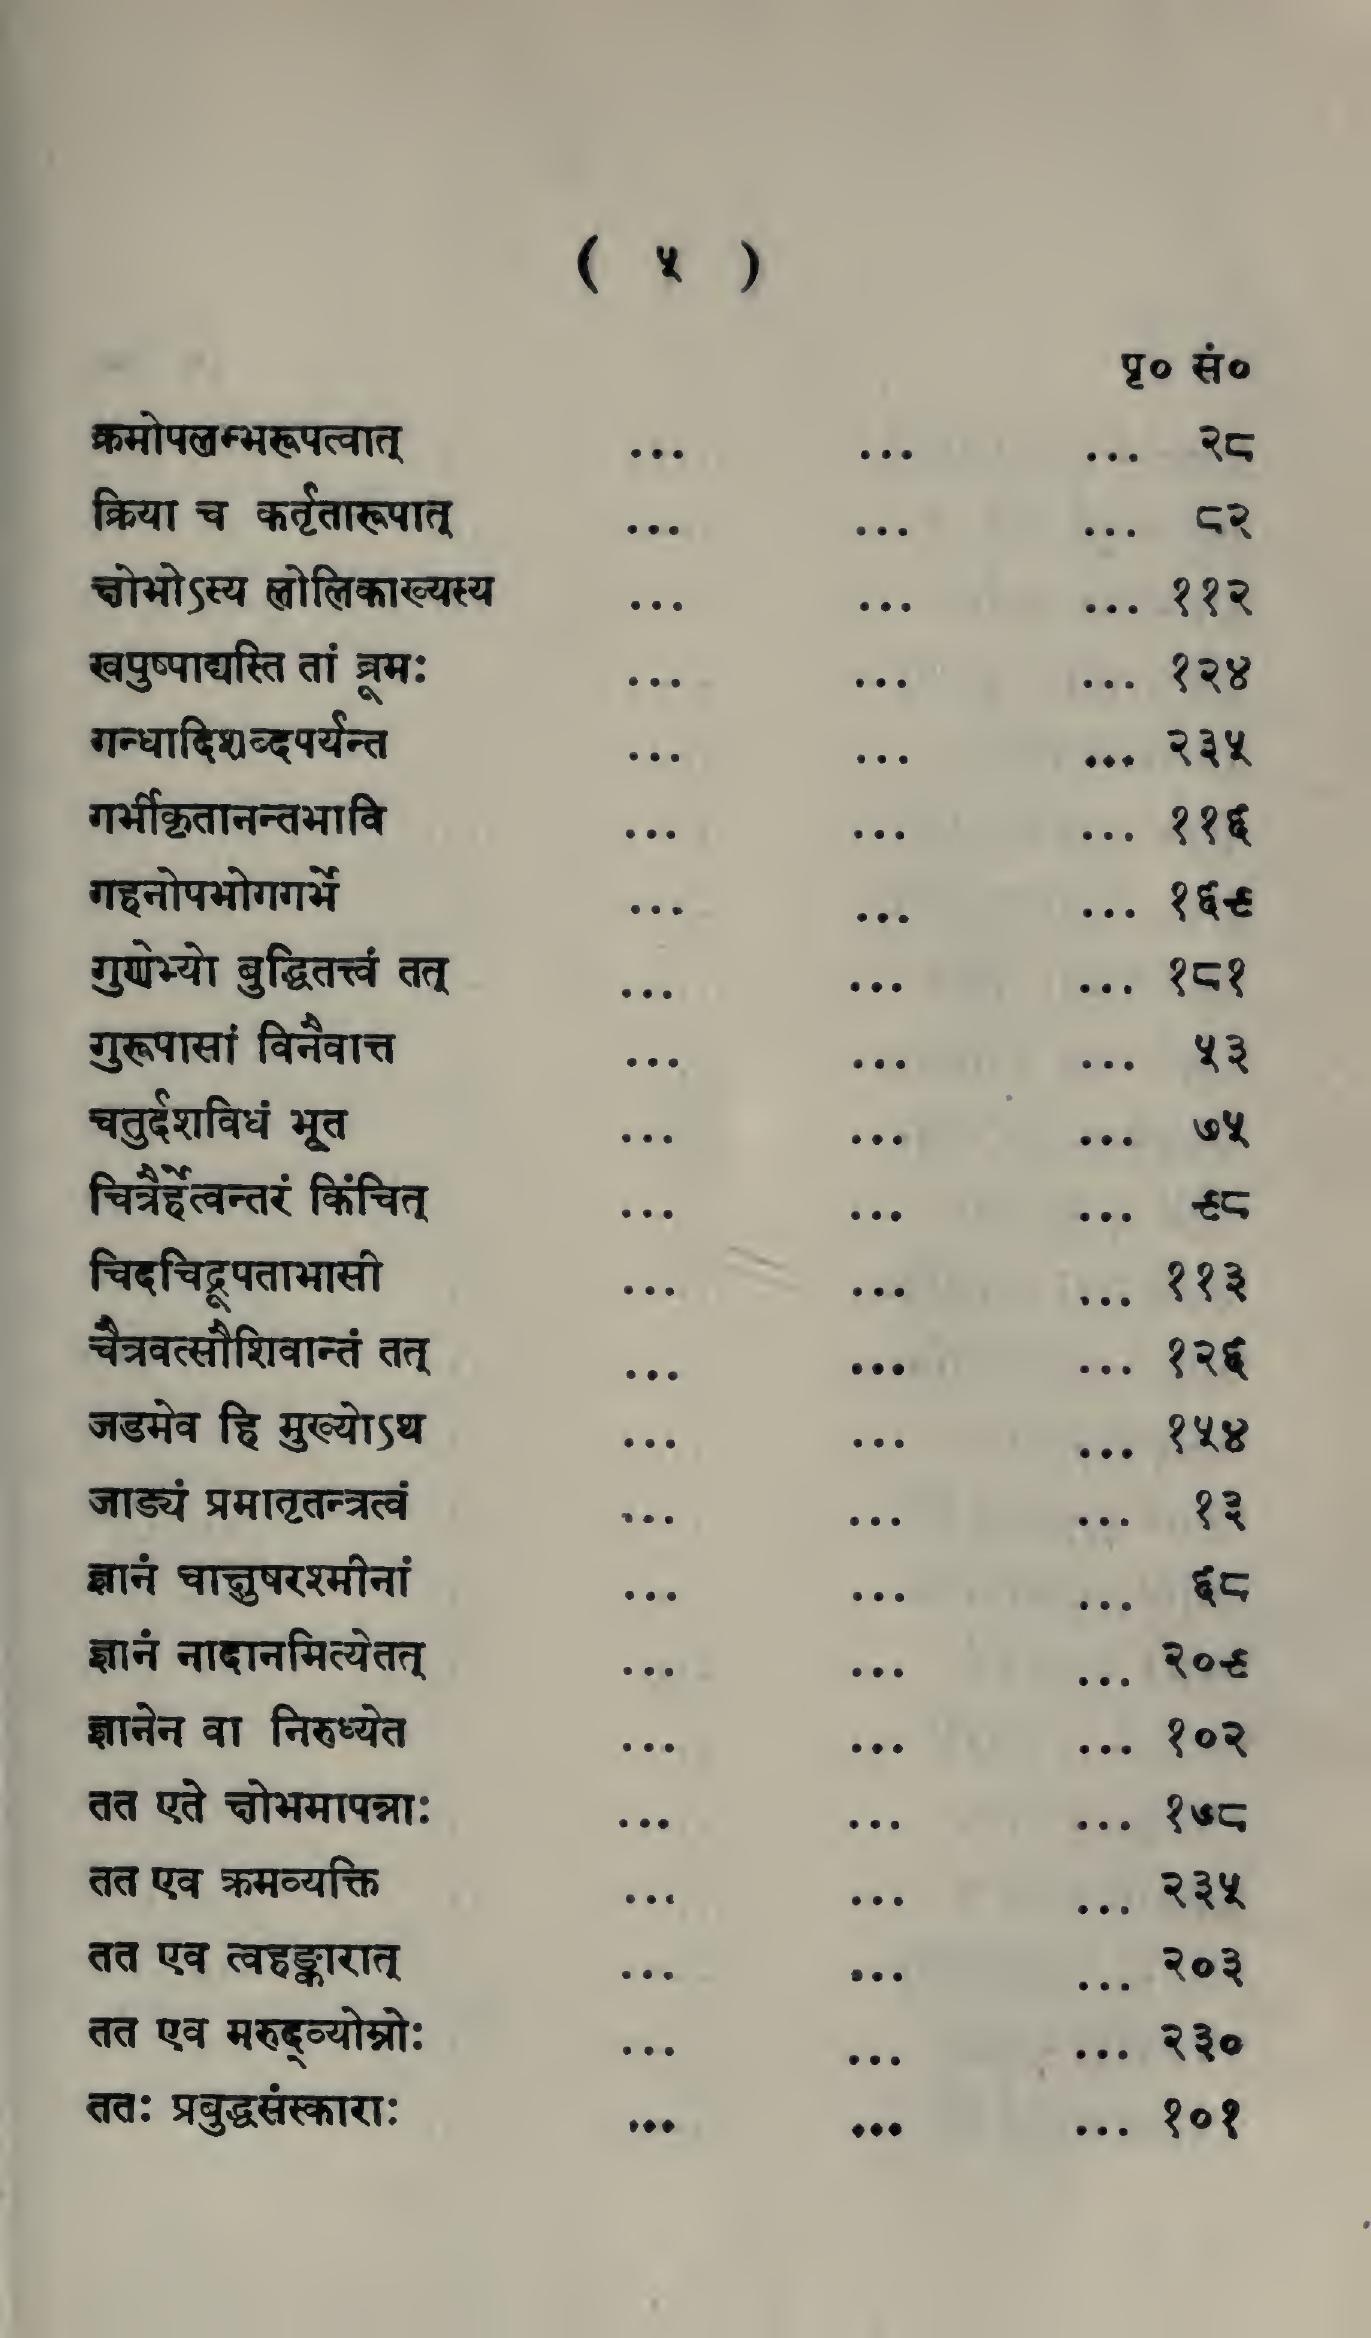 ( ५ )
पृ० सं०
क्रमोपलम्भरूपत्वात् ... ... ... २८
क्रिया च कर्तृतारूपात् ... ... ... ८२
क्षोभोऽस्य लोलिकाख्यस्य ... ... ... ११२
खपुष्पाद्यस्ति तां ब्रूमः ... ... ... १२४
गन्धादिशब्दपर्यन्त ... ... ... २३५
गर्भीकृतानन्तभावि ... ... ... ११६
गहनोपभोगगर्भे ... ... ... १६९
गुणेभ्यो बुद्धितत्त्वं तत् ... ... ... १८१
गुरूपासां विनैवात्त ... ... ... ५३
चतुर्दशविधं भूत ... ... ... ७५
चित्रैर्हेत्वन्तरं किंचित् ... ... ... ९८
चिदचिद्रूपताभासी ... ... ... ११३
चैत्रवत्सौशिवान्तं तत् ... ... ... १२६
जडमेव हि मुख्योऽथ ... ... ... १५४
जाड्यं प्रमातृतन्त्रत्वं ... ... ... १३
ज्ञानं चाक्षुषरश्मीनां ... ... ... ६८
ज्ञानं नादानमित्येतत् ... ... ... २०९
ज्ञानेन वा निरुध्येत ... ... ... १०२
तत एते क्षोभमापन्नाः ... ... ... १७८
तत एव क्रमव्यक्ति ... ... ... २३५
तत एव त्वहङ्कारात् ... ... ... २०३
तत एव मरुद्व्योम्नोः ... ... ... २३०
ततः प्रबुद्धसंस्काराः ... ... ... १०१